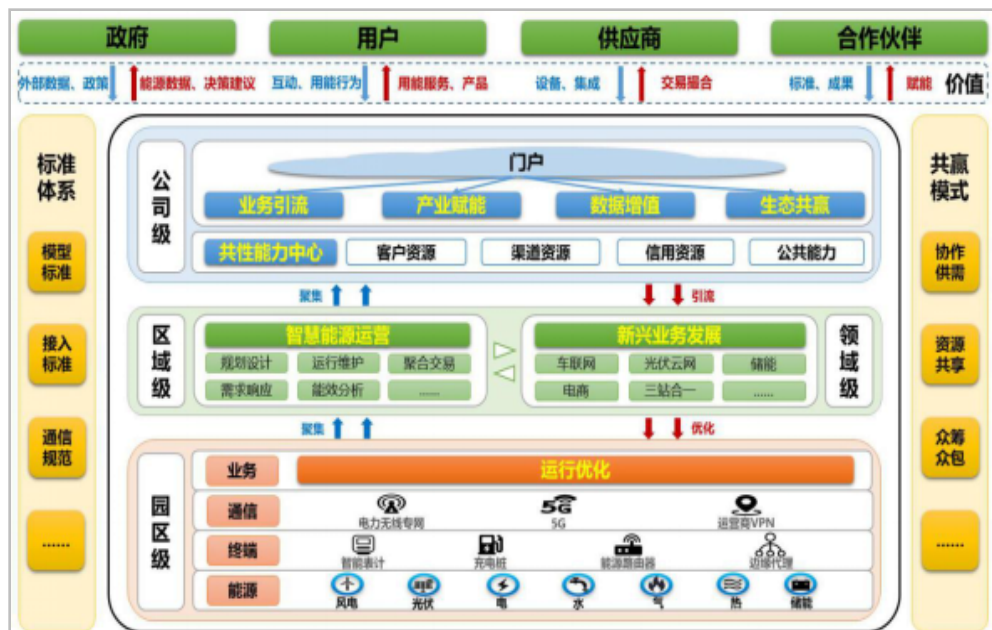 政府
用户
供应商
合作伙伴
外部数据、政策
能源数据、决策建议
互动、用能行为
用能服务、产品
设备、集成
交易撮合
标准、成果
赋能
价值
标准
体系
模型
标准
接入
标准
通信
规范
......
公司级
门户
业务引流
产业赋能
数据增值
生态共赢
共性能力中心
客户资源
渠道资源
信用资源
公共能力
聚集
引流
区域级
智慧能源运营
规划设计
运行维护
聚合交易
需求响应
能效分析
......
新兴业务发展
车联网
光伏云网
储能
电商
三站合一
......
领域级
聚集
优化
园区级
业务
运行优化
通信
电力无线专网
5G
5G
运营商VPN
终端
智能表计
充电桩
能源路由器
边缘代理
能源
风电
光伏
电
水
气
热
储能
共赢
模式
协作
供需
资源
共享
众筹
众包
......